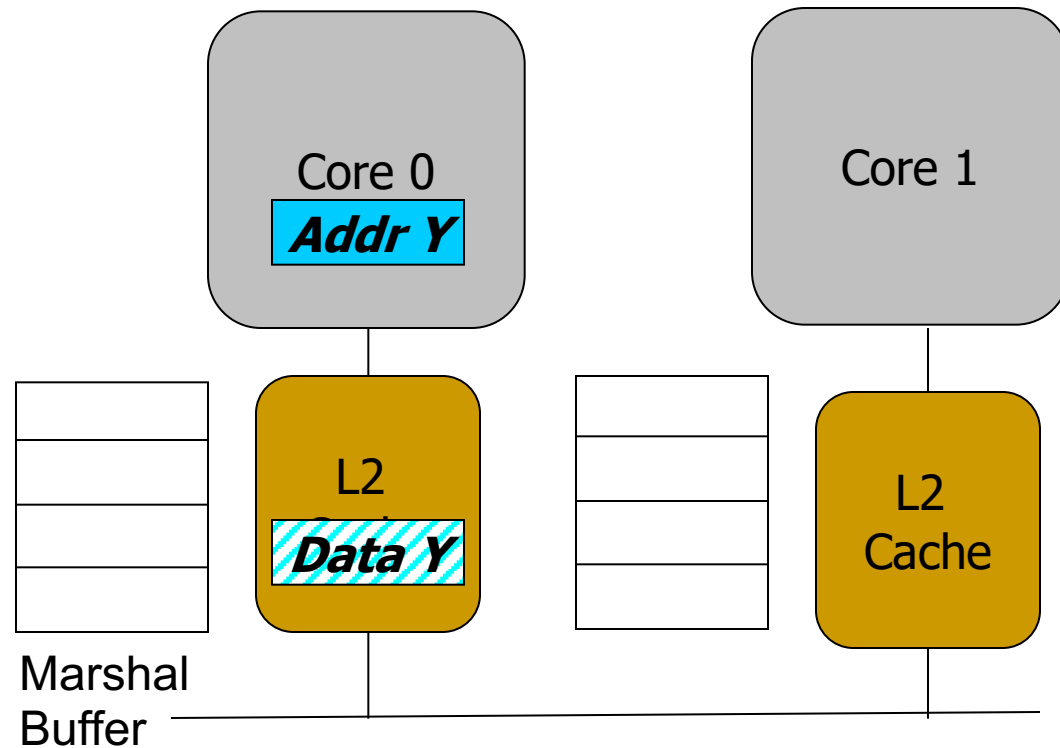 Core 0
Addr Y
Core 1
L2
Data Y
L2
Cache
Marshal
Buffer